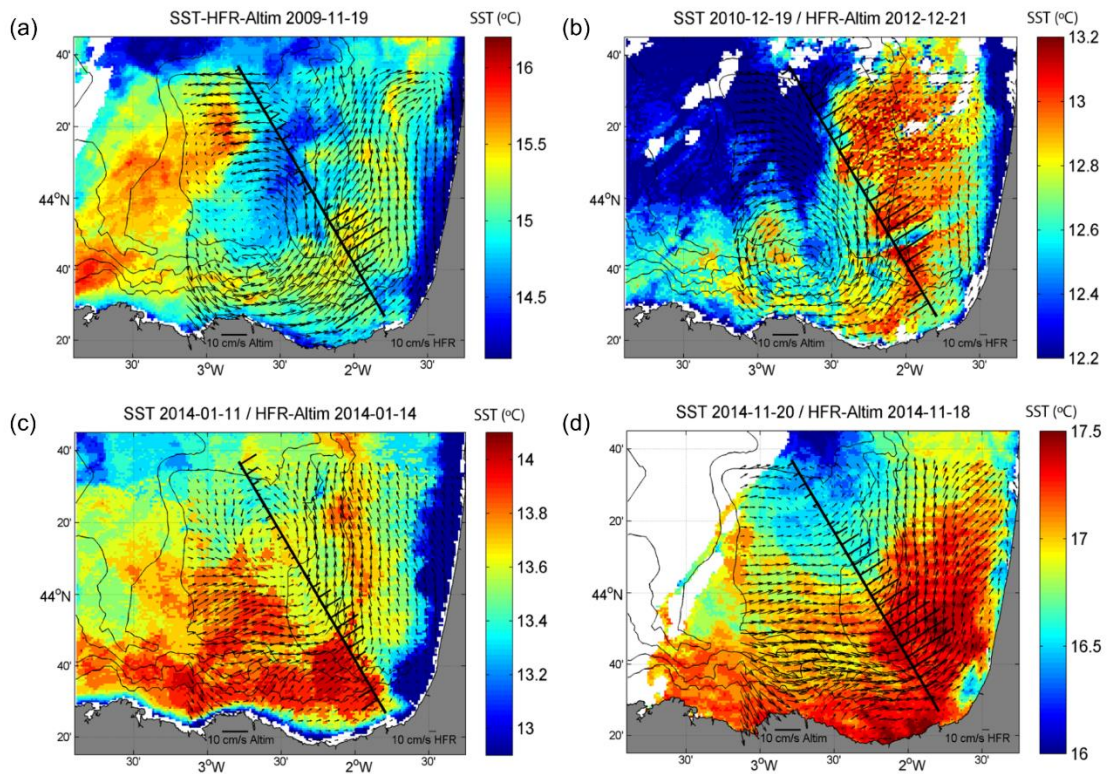 (a)
SST-HFR-Altim 2009-11-19
SST (ºC)
40'
20'
44°N
40'
20'
30'
3°W
30'
2°W
30'
10 cm/s Altim
10 cm/s HFR
16
15.5
15
14.5
(b)
SST 2010-12-19 / HFR-Altim 2012-12-21
SST (ºC)
40'
20'
44°N
40'
20'
30'
3°W
30'
2°W
30'
10 cm/s Altim
10 cm/s HFR
13.2
13
12.8
12.6
12.4
12.2
(c)
SST 2014-01-11 / HFR-Altim 2014-01-14
SST (ºC)
40'
20'
44°N
40'
20'
30'
3°W
30'
2°W
30'
10 cm/s Altim
10 cm/s HFR
14
13.8
13.6
13.4
13.2
13
(d)
SST 2014-11-20 / HFR-Altim 2014-11-18
SST (ºC)
40'
20'
44°N
40'
20'
30'
3°W
30'
2°W
30'
10 cm/s Altim
10 cm/s HFR
17.5
17
16.5
16